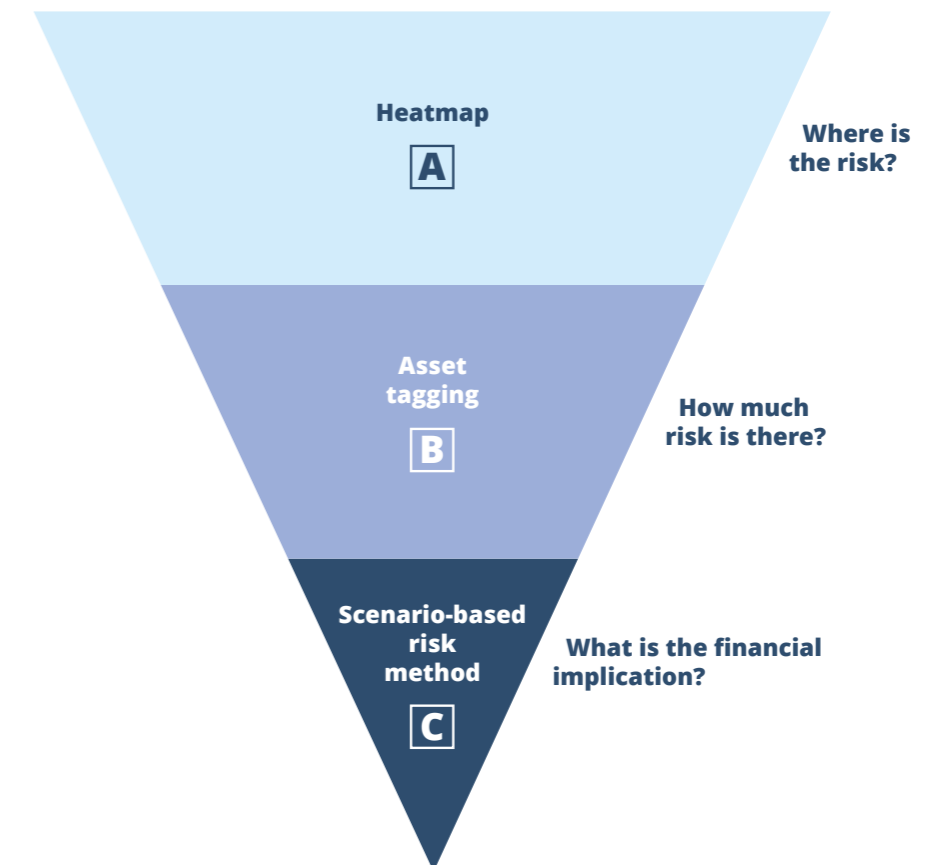 Heatmap
A
Where is
the risk?
Asset
tagging
B
How much
risk is there?
Scenario-based
risk
method
C
What is the financial
implication?